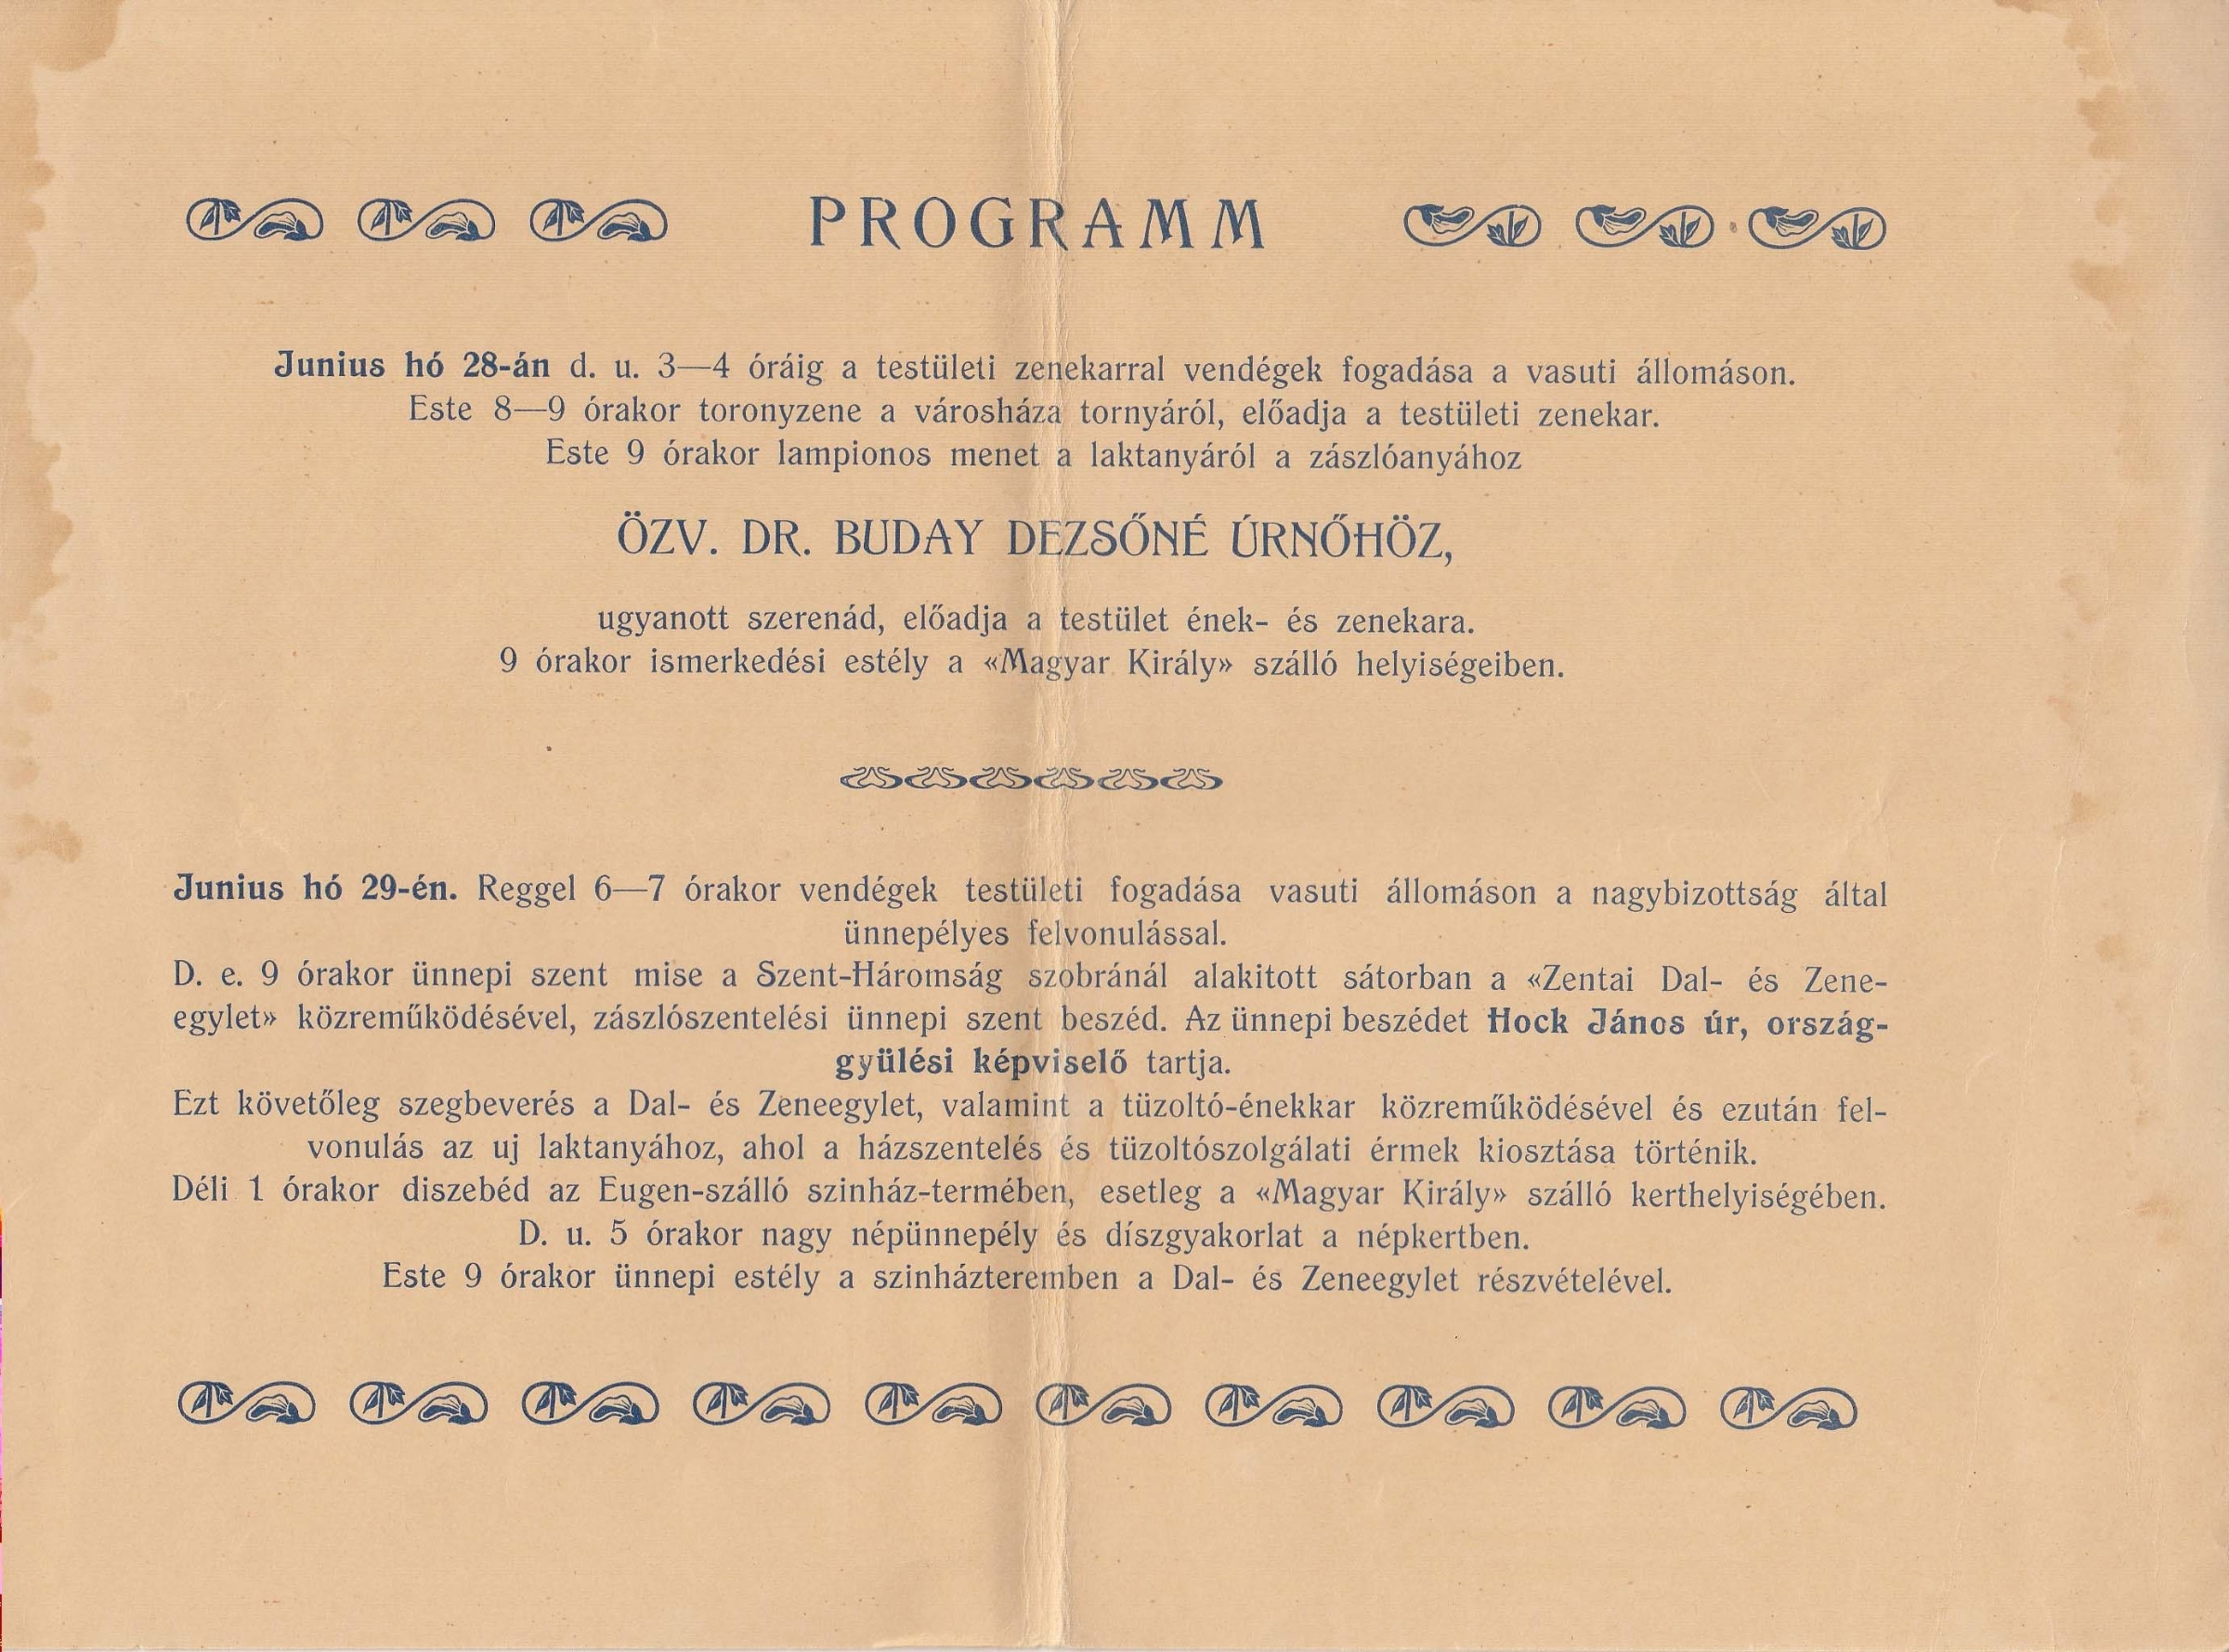 PROGRAMM
Junius hó 28-án d. u. 3—4 óráig a testületi zenekarral vendégek fogadása a vasuti állomáson.
Este 8—9 órakor toronyzene a városháza tornyáról, előadja a testületi zenekar.
Este 9 órakor lampionos menet a laktanyáról a zászlóanyához
ÖZV. DR. BUDAY DEZSŐNÉ ÚRNŐHÖZ,
ugyanott szerenád, előadja a testület ének- és zenekara.
9 órakor ismerkedési estély a «Magyar Király» szálló helyiségeiben.
Junius hó 29-én. Reggel 6—7 órakor vendégek testületi fogadása vasuti állomáson a nagybizottság által
ünnepélyes felvonulással.
D. e. 9 órakor ünnepi szent mise a Szent-Háromság szobránál alakitott sátorban a «Zentai Dal- és Zene-
egylet» közreműködésével, zászlószentelési ünnepi szent beszéd. Az ünnepi beszédet Hock János úr, ország-
gyülési képviselő tartja.
Ezt követőleg szegbeverés a Dal- és Zeneegylet, valamint a tüzoltó-énekkar közreműködésével és ezután fel-
vonulás az uj laktanyához, ahol a házszentelés és tüzoltószolgálati érmek kiosztása történik.
Déli 1 órakor diszebéd az Eugen-szálló szinház-termében, esetleg a «Magyar Király» szálló kerthelyiségében.
D. u. 5 órakor nagy népünnepély és díszgyakorlat a népkertben.
Este 9 órakor ünnepi estély a szinházteremben a Dal- és Zeneegylet részvételével.